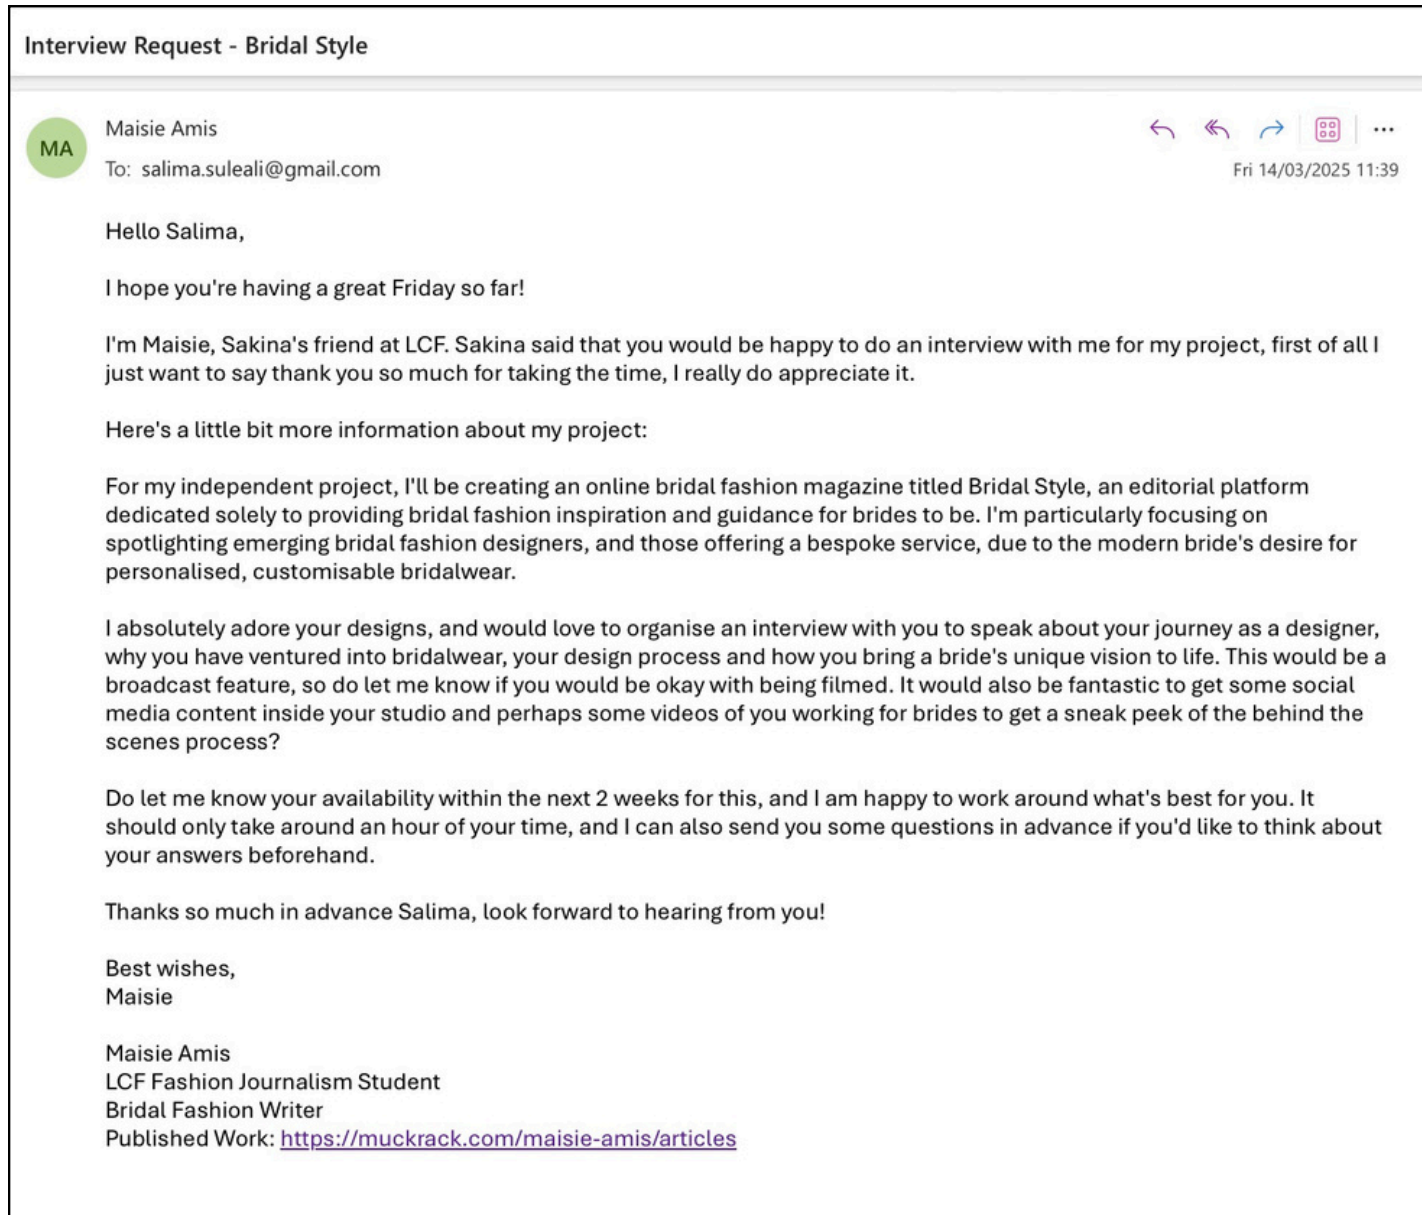 Interview Request - Bridal Style
MA
Maisie Amis
To: salima.suleali@gmail.com
Fri 14/03/2025 11:39
Hello Salima,
I hope you're having a great Friday so far!
I'm Maisie, Sakina's friend at LCF. Sakina said that you would be happy to do an interview with me for my project, first of all I
just want to say thank you so much for taking the time, I really do appreciate it.
Here's a little bit more information about my project:
For my independent project, I'll be creating an online bridal fashion magazine titled Bridal Style, an editorial platform
dedicated solely to providing bridal fashion inspiration and guidance for brides to be. I'm particularly focusing on
spotlighting emerging bridal fashion designers, and those offering a bespoke service, due to the modern bride's desire for
personalised, customisable bridalwear.
I absolutely adore your designs, and would love to organise an interview with you to speak about your journey as a designer,
why you have ventured into bridalwear, your design process and how you bring a bride's unique vision to life. This would be a
broadcast feature, so do let me know if you would be okay with being filmed. It would also be fantastic to get some social
media content inside your studio and perhaps some videos of you working for brides to get a sneak peek of the behind the
scenes process?
Do let me know your availability within the next 2 weeks for this, and I am happy to work around what's best for you. It
should only take around an hour of your time, and I can also send you some questions in advance if you'd like to think about
your answers beforehand.
Thanks so much in advance Salima, look forward to hearing from you!
Best wishes,
Maisie
Maisie Amis
LCF Fashion Journalism Student
Bridal Fashion Writer
Published Work: https://muckrack.com/maisie-amis/articles